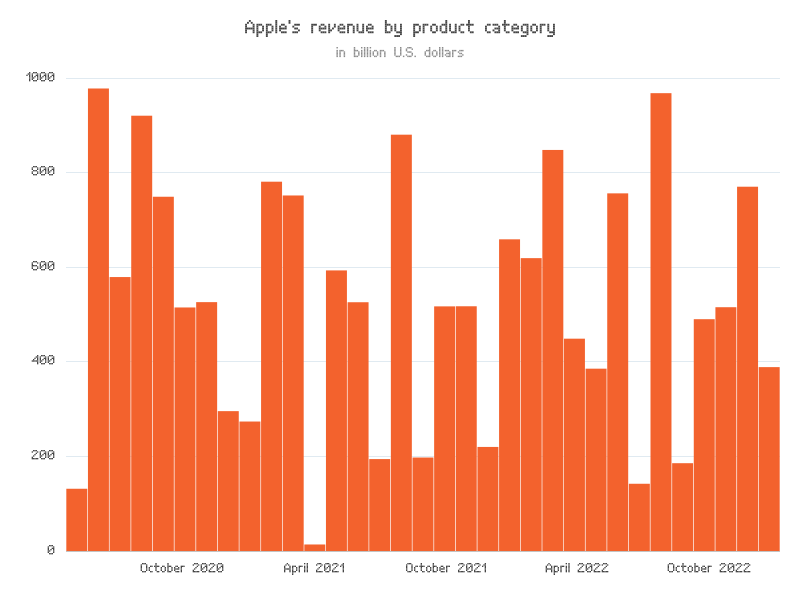 Apple's revenue by product category
in billion U.S. dollars
1000
800
600
400
200
0
October 2020 April 2021 October 2021 April 2022 October 2022